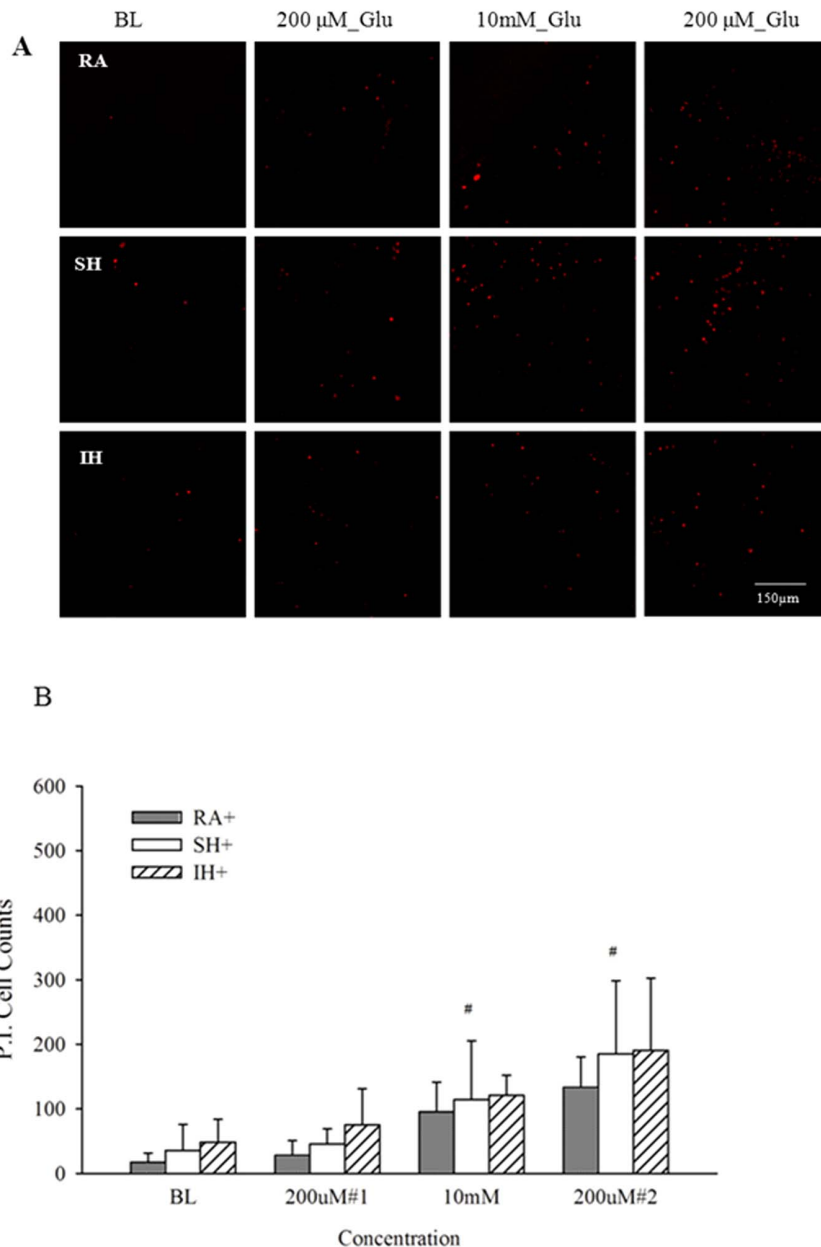 BL 200 µM_Glu 10mM_Glu 200 µM_Glu
A
RA
SH
IH
150µm
B
P.I. Cell Counts
600
500
400
300
200
100
0
RA+
SH+
IH+
#
#
BL 200uM#1 10mM 200uM#2
Concentration